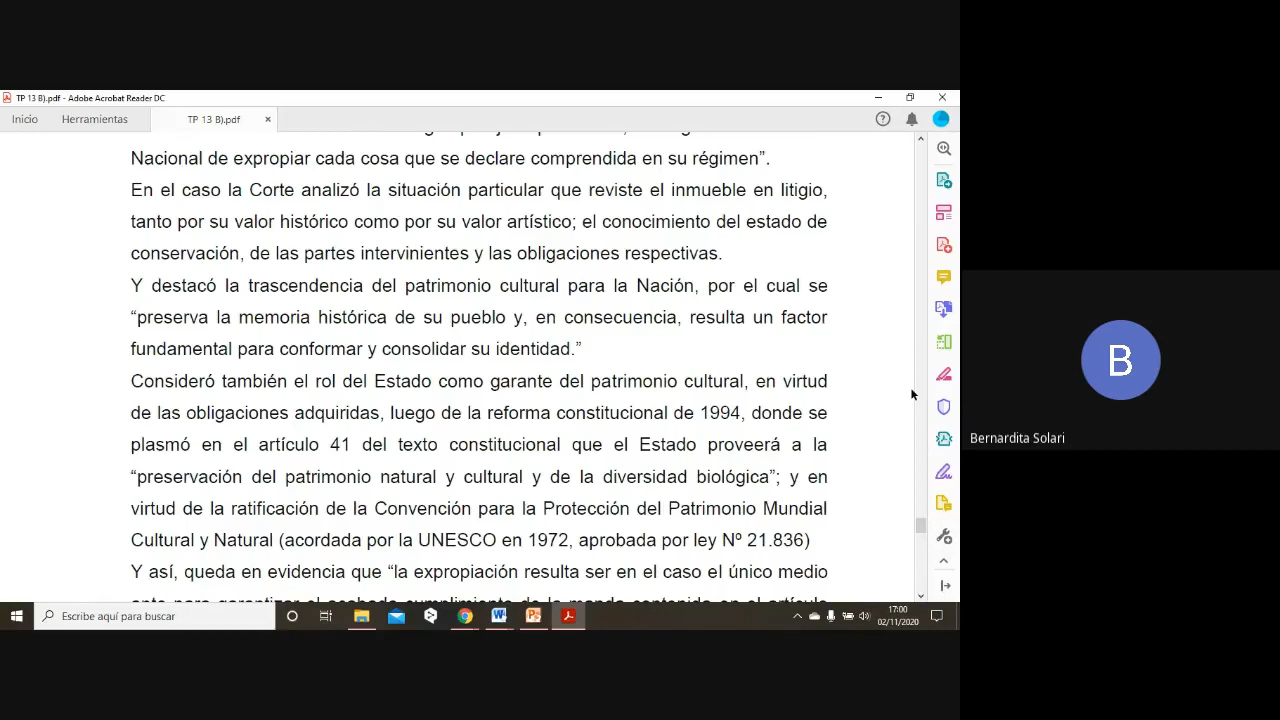 TP 13 B).pdf - Adobe Acrobat Reader DC
Inicio Herramientas TP 13 B).pdf
Nacional de expropiar cada cosa que se declare comprendida en su régimen”.
En el caso la Corte analizó la situación particular que reviste el inmueble en litigio,
tanto por su valor histórico como por su valor artístico; el conocimiento del estado de
conservación, de las partes intervinientes y las obligaciones respectivas.
Y destacó la trascendencia del patrimonio cultural para la Nación, por el cual se
“preserva la memoria histórica de su pueblo y, en consecuencia, resulta un factor
fundamental para conformar y consolidar su identidad.”
Consideró también el rol del Estado como garante del patrimonio cultural, en virtud
de las obligaciones adquiridas, luego de la reforma constitucional de 1994, donde se
plasmó en el artículo 41 del texto constitucional que el Estado proveerá a la
“preservación del patrimonio natural y cultural y de la diversidad biológica”; y en
virtud de la ratificación de la Convención para la Protección del Patrimonio Mundial
Cultural y Natural (acordada por la UNESCO en 1972, aprobada por ley Nº 21.836)
Y así, queda en evidencia que “la expropiación resulta ser en el caso el único medio
Escribe aquí para buscar
17:00
02/11/2020
B
Bernardita Solari